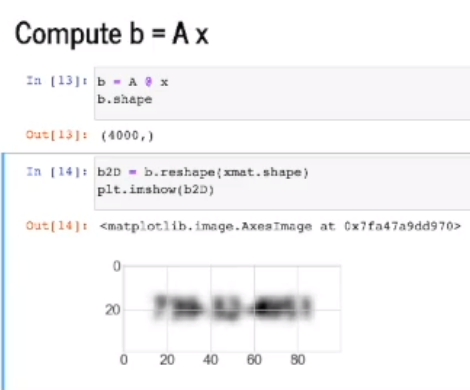 Compute b = A x
In [13]: b = A @ x
b.shape
Out[13]: (4000,)
In [14]: b2D = b.reshape(xmat.shape)
plt.imshow(b2D)
Out[14]: <matplotlib.image.AxesImage at 0x7fa47a9dd970>
0
20
0 20 40 60 80